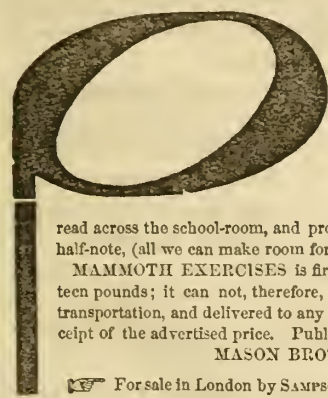 read across the school-room, and pro
half-note, (all we can make room for
MAMMOTH EXERCISES is fir
teen pounds; it can not, therefore,
transportation, and delivered to any
ceipt of the advertised price. Publ
MASON BRO
☞ For sale in London by SAMPS